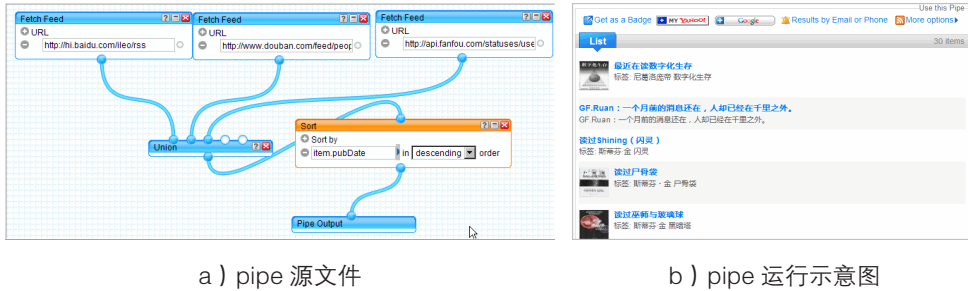 Fetch Feed
URL
http://hi.baidu.com/ileo/rss
Fetch Feed
URL
http://www.douban.com/feed/peop
Fetch Feed
URL
http://api.fanfou.com/statuses/use
Union
Sort
Sort by
item.pubDate in descending order
Pipe Output
a）pipe 源文件
Use this Pipe
Get as a Badge MY YAHOO! Google Results by Email or Phone More options
List 30 items
最近在读数字化生存
标签: 尼葛洛庞帝 数字化生存
GF.Ruan：一个月前的消息还在，人却已经在千里之外。
GF.Ruan：一个月前的消息还在，人却已经在千里之外。
读过Shining（闪灵）
标签: 斯蒂芬 金 闪灵
读过尸骨袋
标签: 斯蒂芬·金 尸骨袋
读过巫师与玻璃球
标签: 斯蒂芬 金 黑暗塔
b）pipe 运行示意图